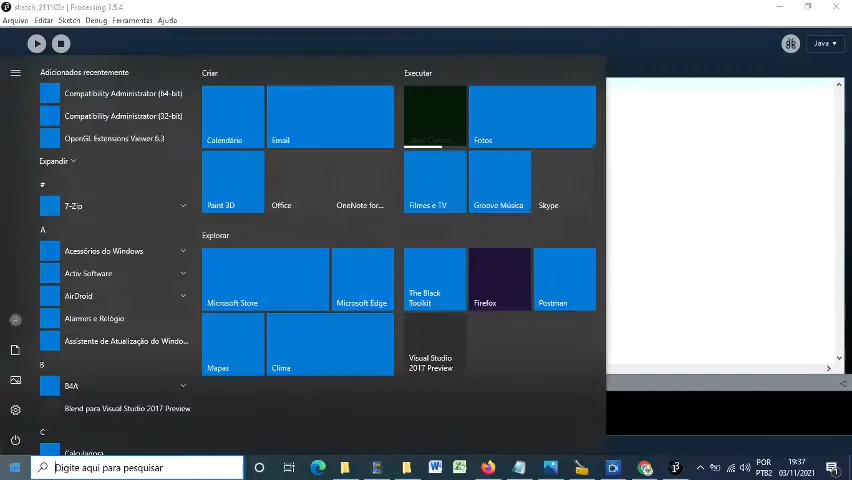 sketch_211103a | Processing 3.5.4
Arquivo Editar Sketch Debug Ferramentas Ajuda
Java
Adicionados recentemente
Compatibility Administrator (64-bit)
Compatibility Administrator (32-bit)
OpenGL Extensions Viewer 6.3
Expandir
#
7-Zip
A
Acessórios do Windows
Activ Software
AirDroid
Alarmes e Relógio
Assistente de Atualização do Windo...
B
B4A
Blend para Visual Studio 2017 Preview
C
Calculadora
Criar
Calendário
Email
Paint 3D
Office
OneNote for...
Explorar
Microsoft Store
Microsoft Edge
Mapas
Clima
Executar
Fotos
Filmes e TV
Groove Música
Skype
The Black
Toolkit
Firefox
Postman
Visual Studio
2017 Preview
Digite aqui para pesquisar
POR
PTB2
19:37
03/11/2021